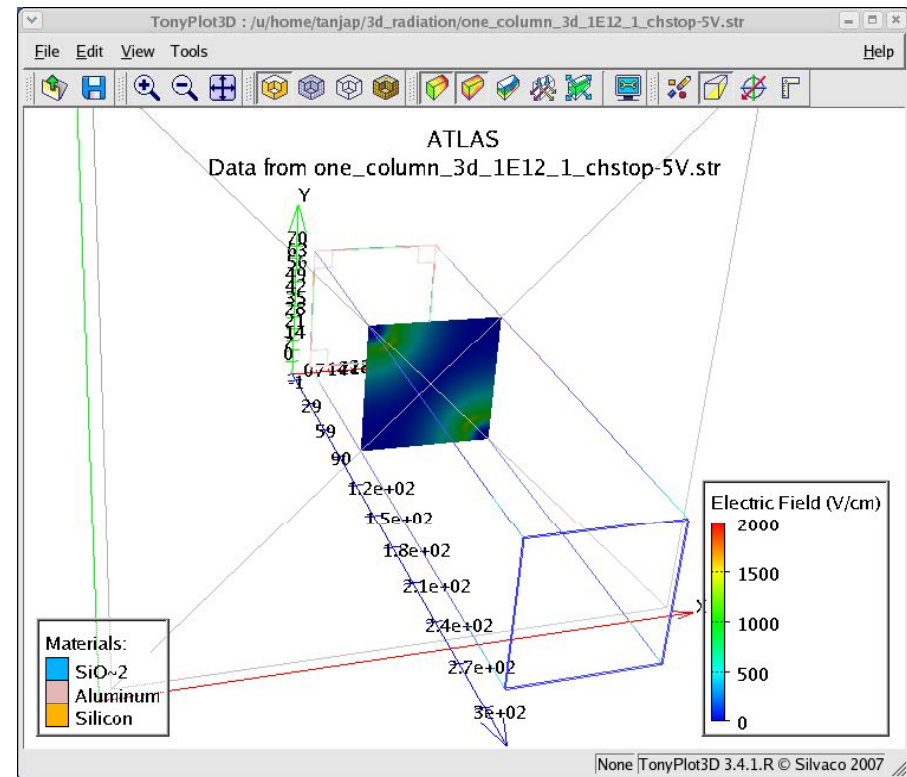 TonyPlot3D : /u/home/tanjap/3d_radiation/one_column_3d_1E12_1_chstop-5V.str
File Edit View Tools Help
ATLAS
Data from one_column_3d_1E12_1_chstop-5V.str
Y
70
63
56
49
42
35
28
21
14
7
0
-1
29
59
90
1.2e+02
1.5e+02
1.8e+02
2.1e+02
2.4e+02
2.7e+02
3e+02
X
Electric Field (V/cm)
2000
1500
1000
500
0
Materials:
SiO~2
Aluminum
Silicon
None TonyPlot3D 3.4.1.R © Silvaco 2007